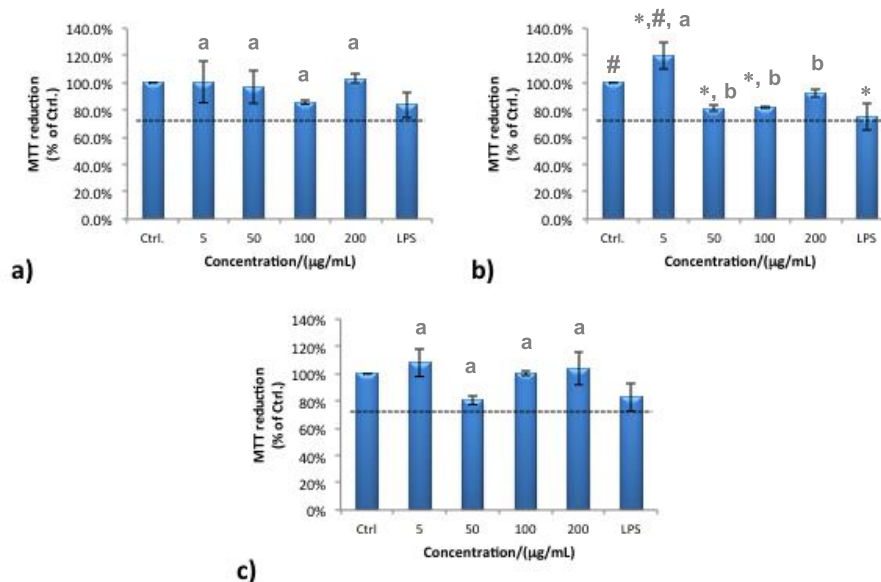 a a a a
140.0%
120.0%
100.0%
80.0%
60.0%
40.0%
20.0%
0.0%
MTT reduction
(% of Ctrl.)
Ctrl. 5 50 100 200 LPS
Concentration/(μg/mL)
a)
*,#, a
# *, b *, b b *
140.0%
120.0%
100.0%
80.0%
60.0%
40.0%
20.0%
0.0%
MTT reduction
(% of Ctrl.)
Ctrl. 5 50 100 200 LPS
Concentration/(μg/mL)
b)
a a a a
140%
120%
100%
80%
60%
40%
20%
0%
MTT reduction
(% of Ctrl.)
Ctrl 5 50 100 200 LPS
Concentration/(μg/mL)
c)